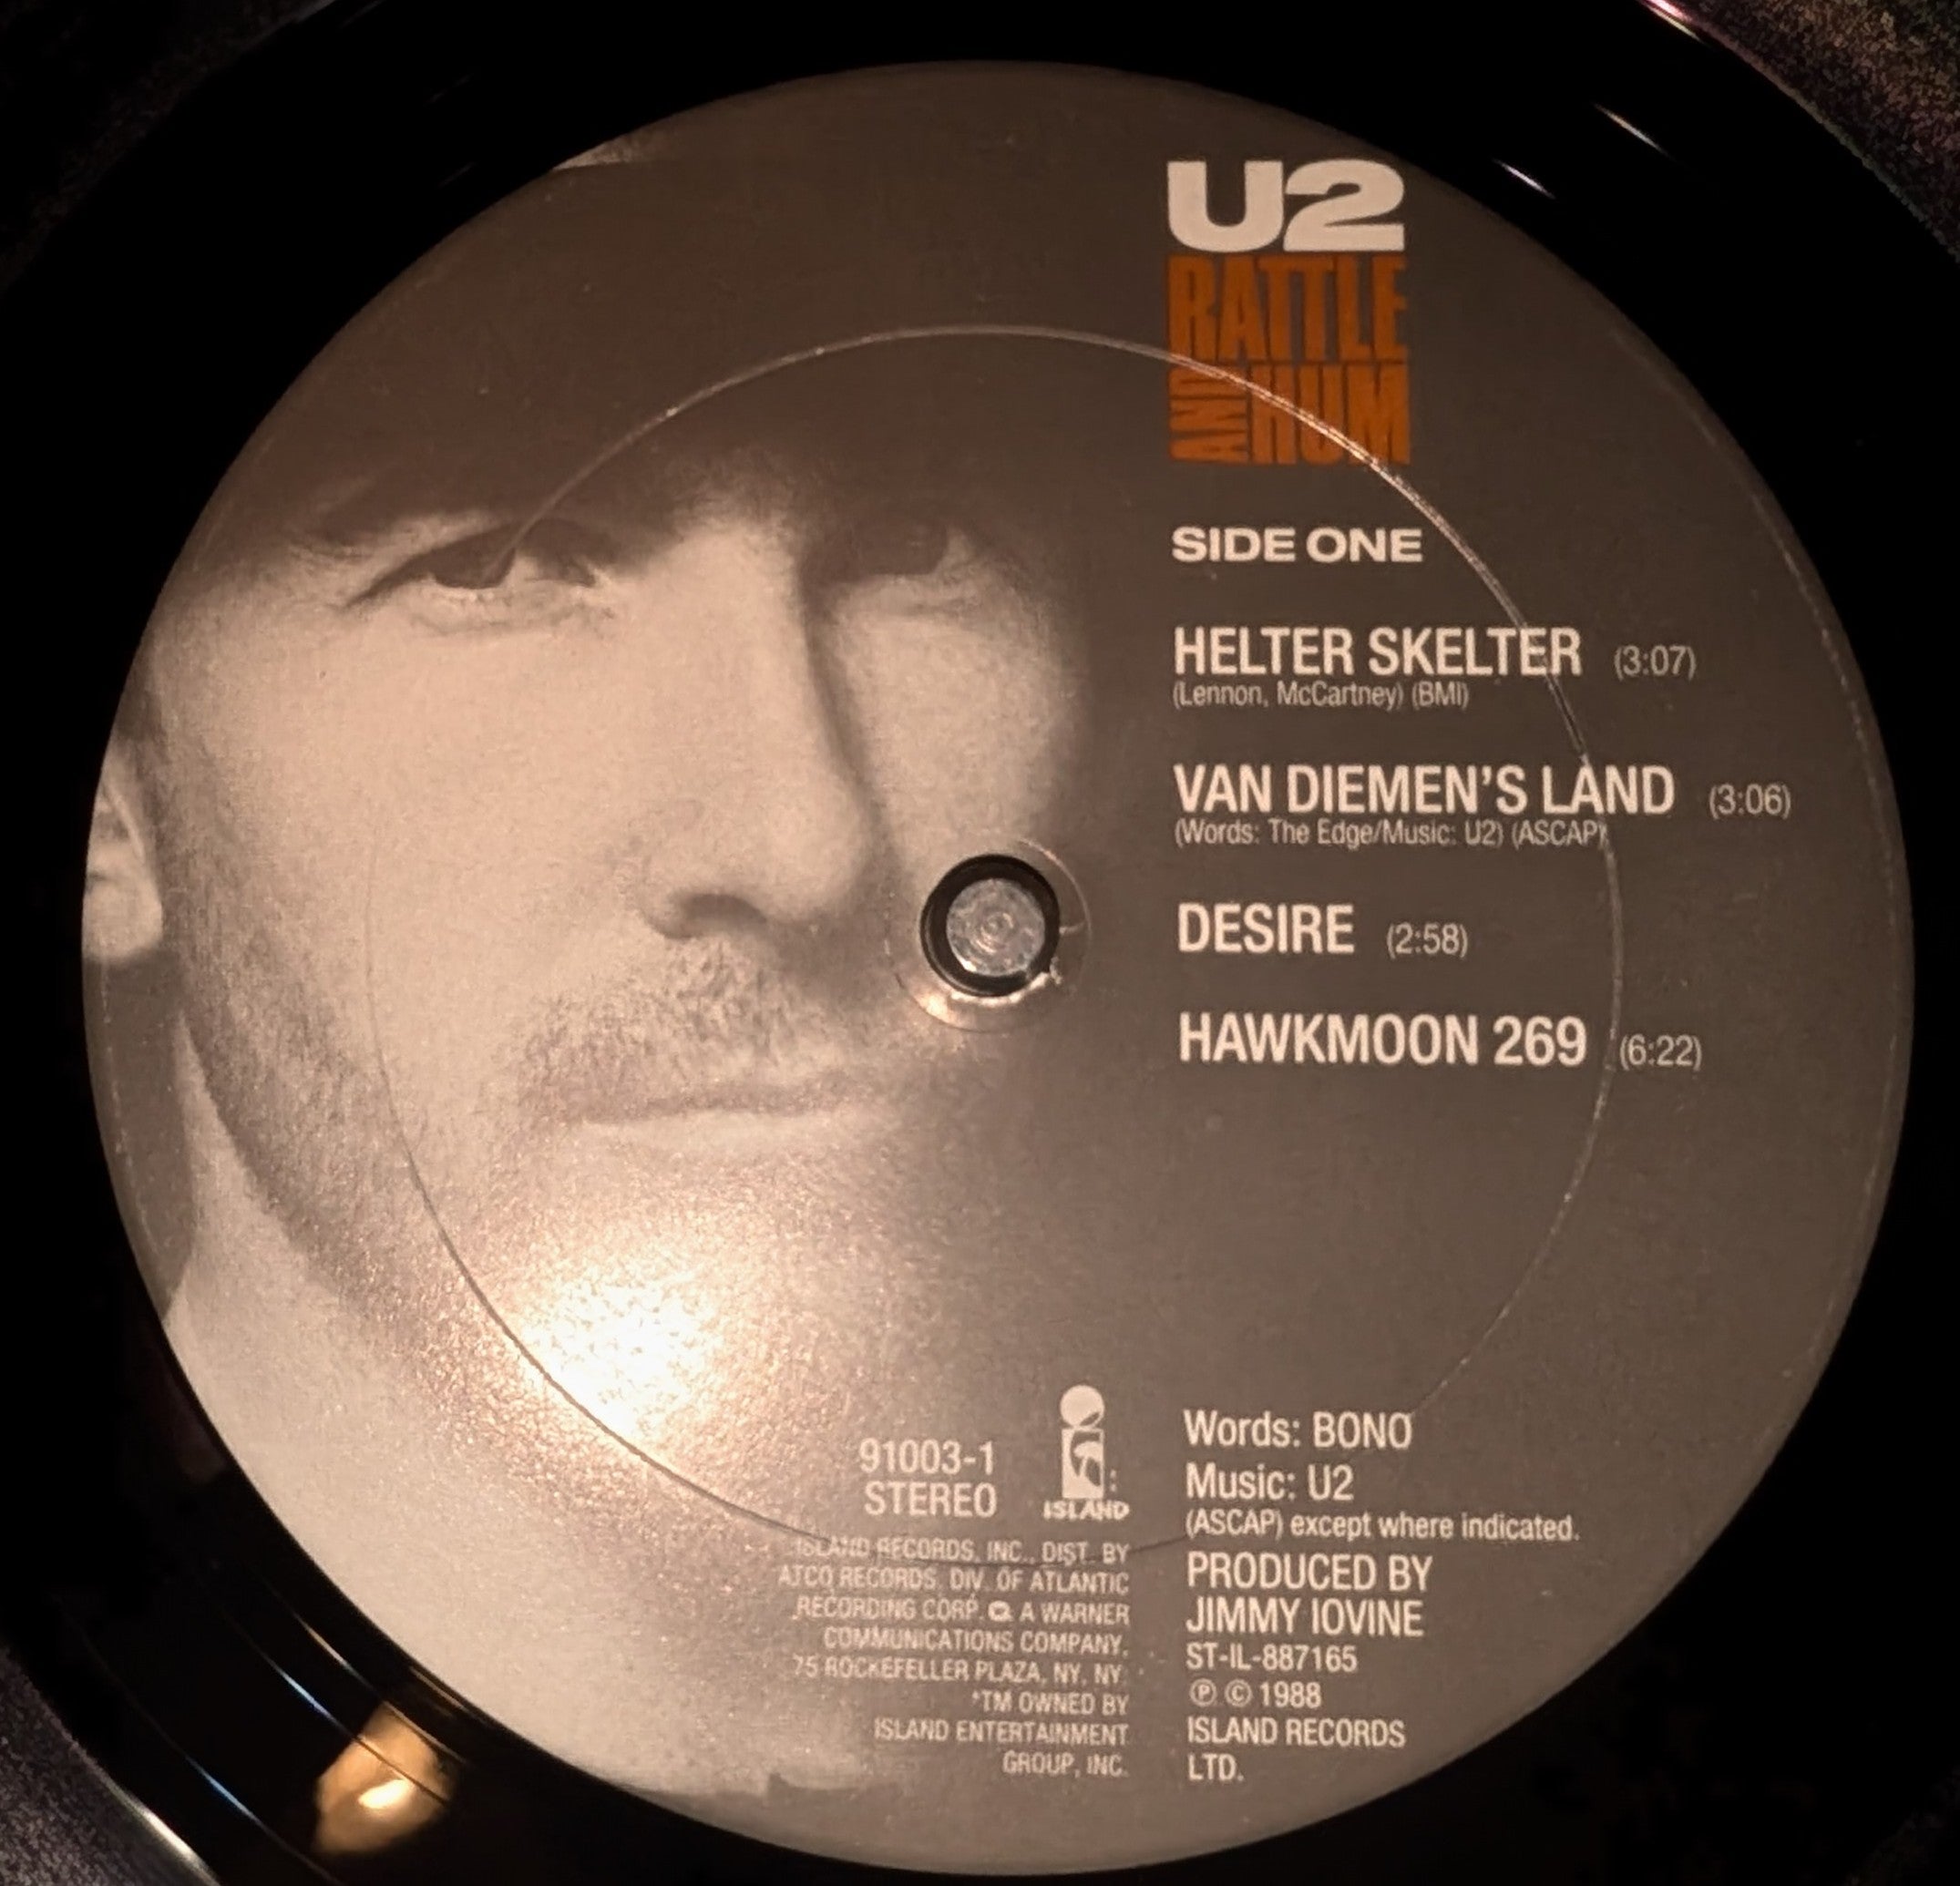 U2
RATTLE
AND HUM
SIDE ONE
HELTER SKELTER (3:07)
(Lennon, McCartney) (BMI)
VAN DIEMEN'S LAND (3:06)
(Words: The Edge/Music: U2) (ASCAP)
DESIRE (2:58)
HAWKMOON 269 (6:22)
91003-1
STEREO
ISLAND
ISLAND RECORDS, INC., DIST. BY
ATCO RECORDS, DIV. OF ATLANTIC
RECORDING CORP. A WARNER
COMMUNICATIONS COMPANY.
75 ROCKEFELLER PLAZA, NY, NY
*TM OWNED BY
ISLAND ENTERTAINMENT
GROUP, INC.
Words: BONO
Music: U2
(ASCAP) except where indicated.
PRODUCED BY
JIMMY IOVINE
ST-IL-887165
℗ © 1988
ISLAND RECORDS
LTD.